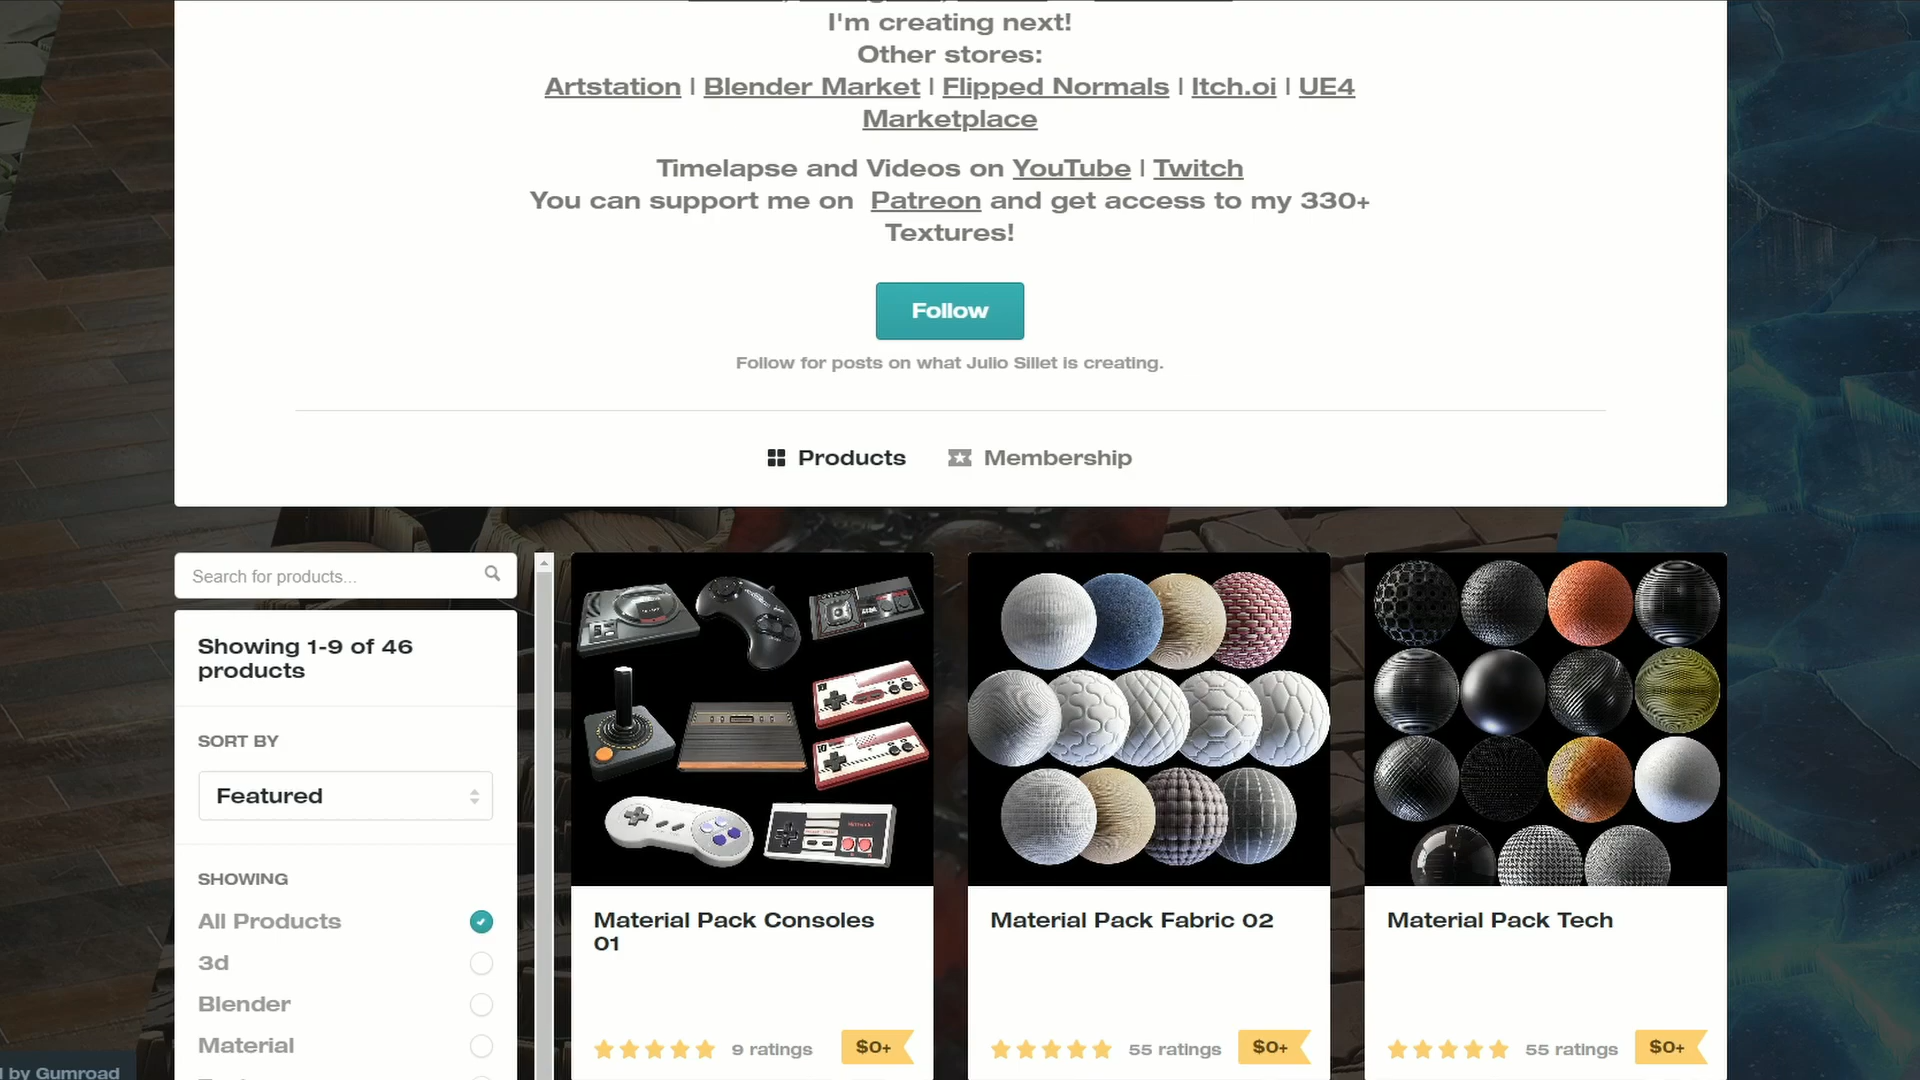 I'm creating next!
Other stores:
Artstation | Blender Market | Flipped Normals | Itch.oi | UE4
Marketplace
Timelapse and Videos on YouTube | Twitch
You can support me on Patreon and get access to my 330+
Textures!
Follow
Follow for posts on what Julio Sillet is creating.
Products
Membership
Search for products...
Showing 1-9 of 46
products
SORT BY
Featured
SHOWING
All Products
3d
Blender
Material
by Gumroad
Material Pack Consoles
01
9 ratings
$0+
Material Pack Fabric 02
55 ratings
$0+
Material Pack Tech
55 ratings
$0+